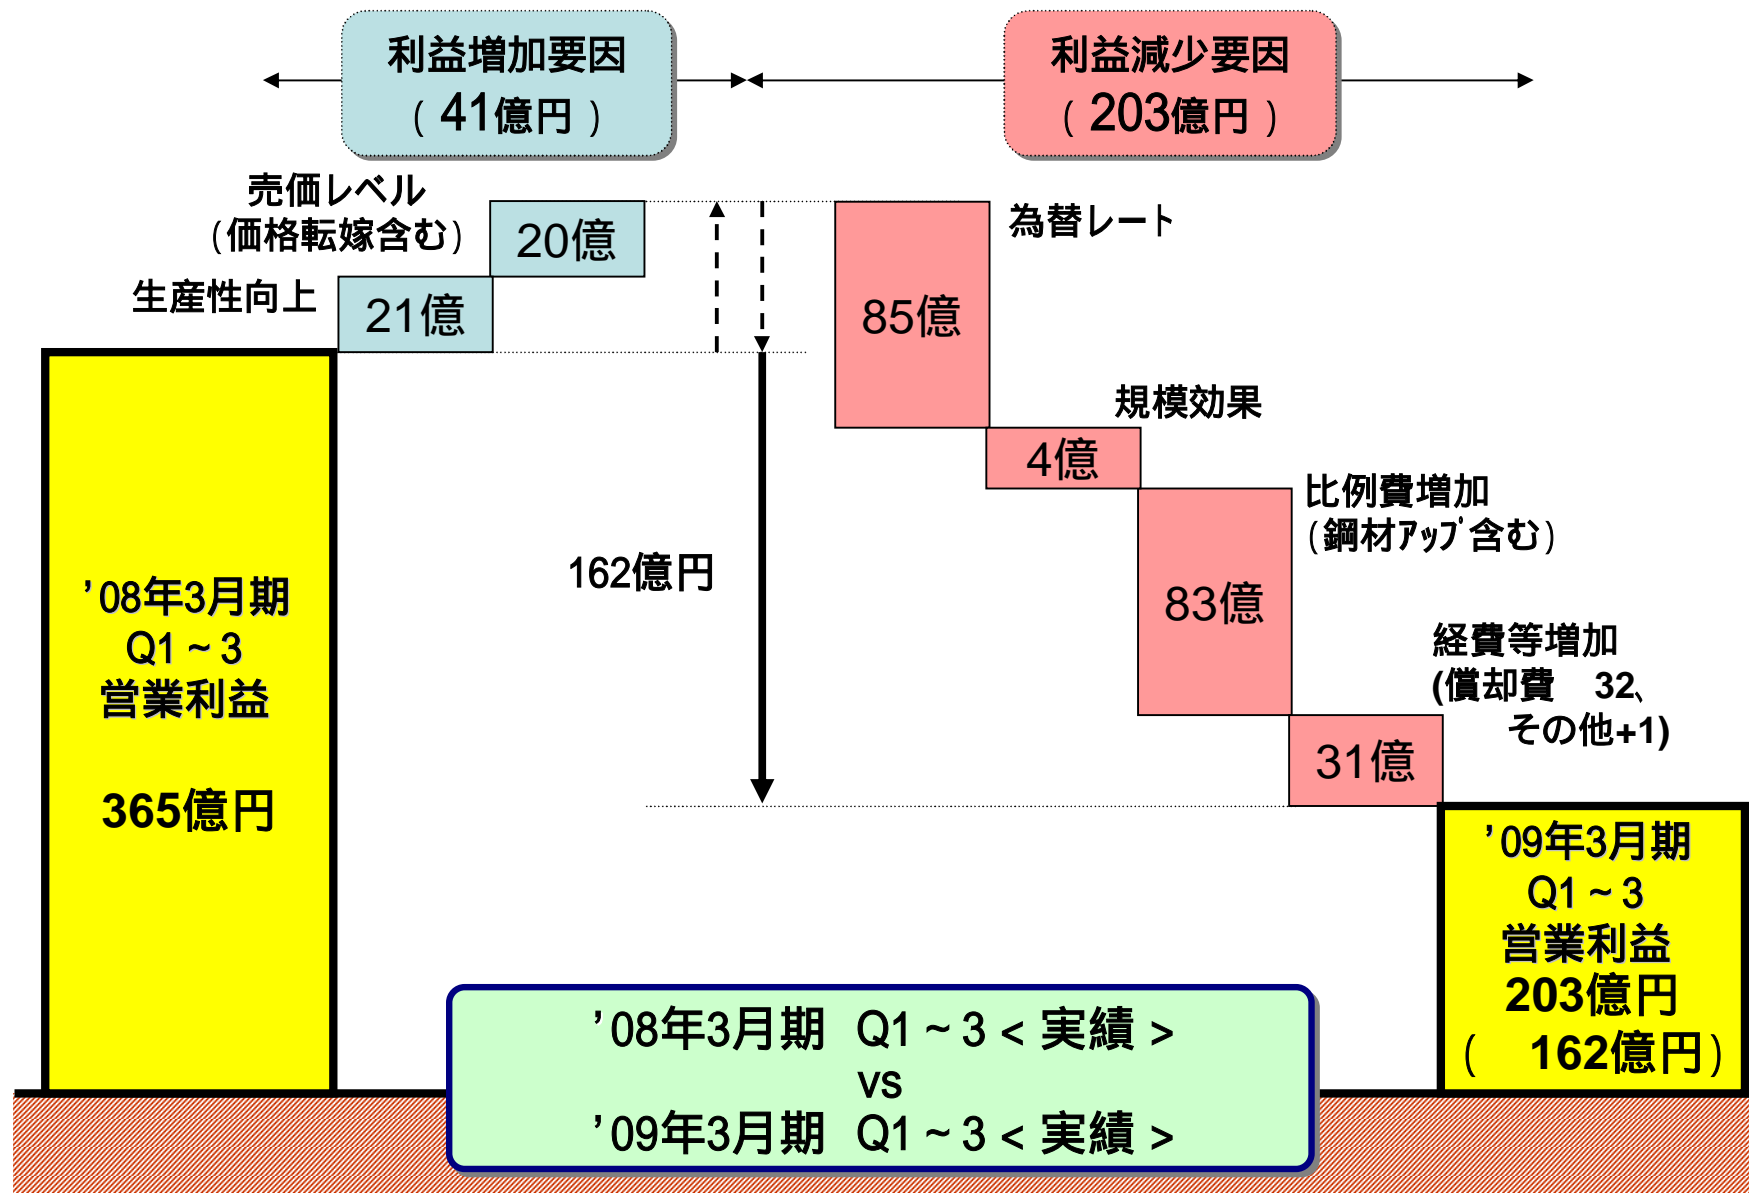 利益増加要因
( 41億円 )
利益減少要因
( 203億円 )
売価レベル
(価格転嫁含む)
20億
生産性向上
21億
85億
為替レート
規模効果
4億
比例費増加
(鋼材ｱｯﾌﾟ含む)
83億
162億円
経費等増加
(償却費　32、
その他+1)
31億
’08年3月期
Q1～3
営業利益
365億円
’09年3月期
Q1～3
営業利益
203億円
(　162億円)
’08年3月期　Q1～3＜実績＞
vs
’09年3月期　Q1～3＜実績＞